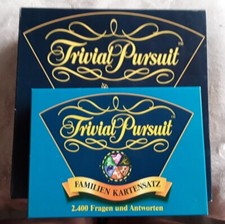 Trivial Pursuit
Trivial Pursuit
FAMILIEN KARTENSATZ
2.400 Fragen und Antworten